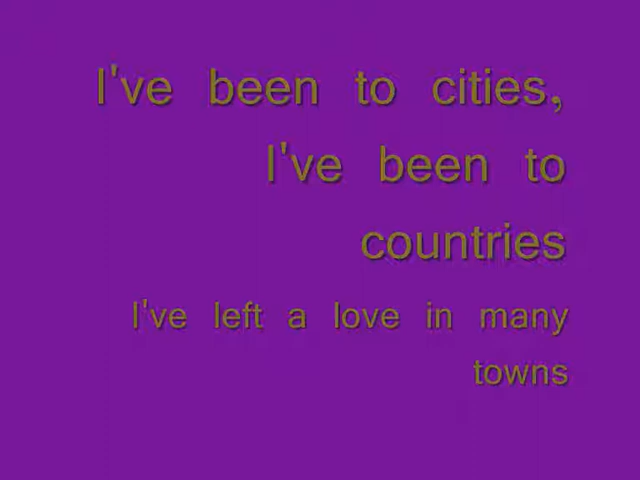 I've been to cities,
I've been to
countries
I've left a love in many
towns